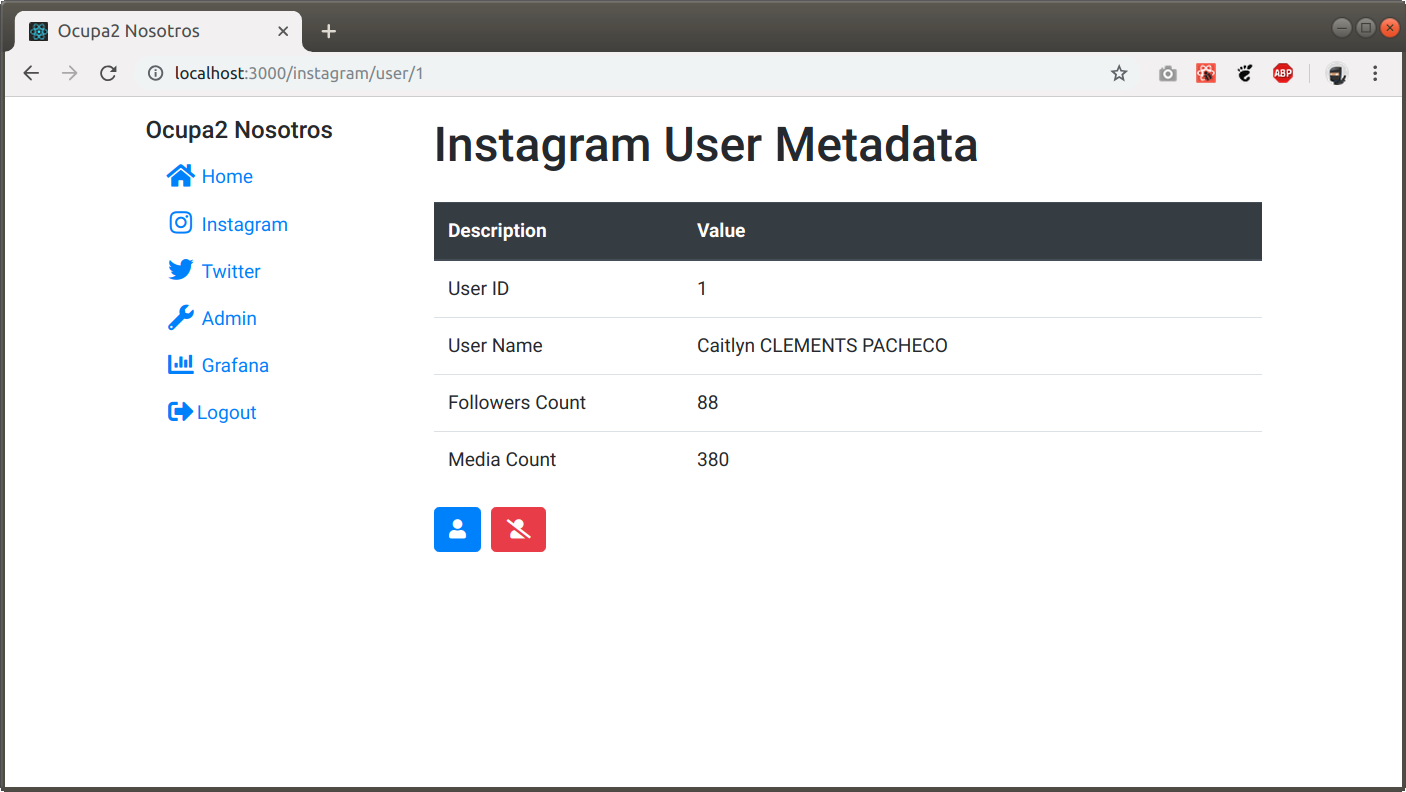 Ocupa2 Nosotros
localhost:3000/instagram/user/1
ABP
Ocupa2 Nosotros
Home
Instagram
Twitter
Admin
Grafana
Logout
Instagram User Metadata
Description Value
User ID 1
User Name Caitlyn CLEMENTS PACHECO
Followers Count 88
Media Count 380